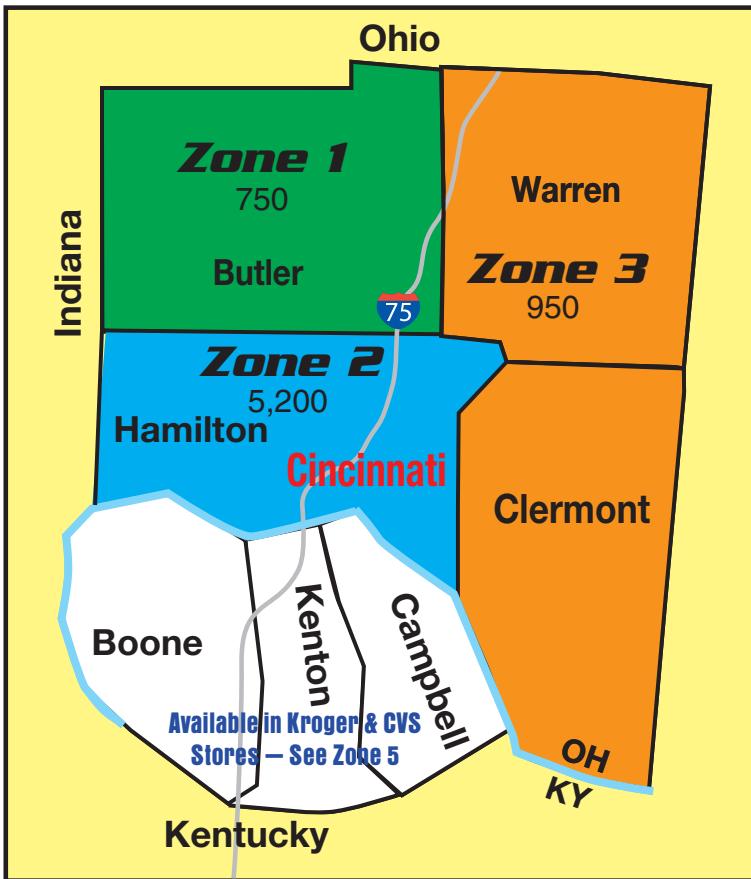 Ohio
Zone 1
750
Butler
Indiana
Warren
Zone 3
950
75
Zone 2
5,200
Hamilton
Cincinnati
Clermont
Boone
Kenton
Campbell
Available in Kroger & CVS
Stores – See Zone 5
OH
KY
Kentucky